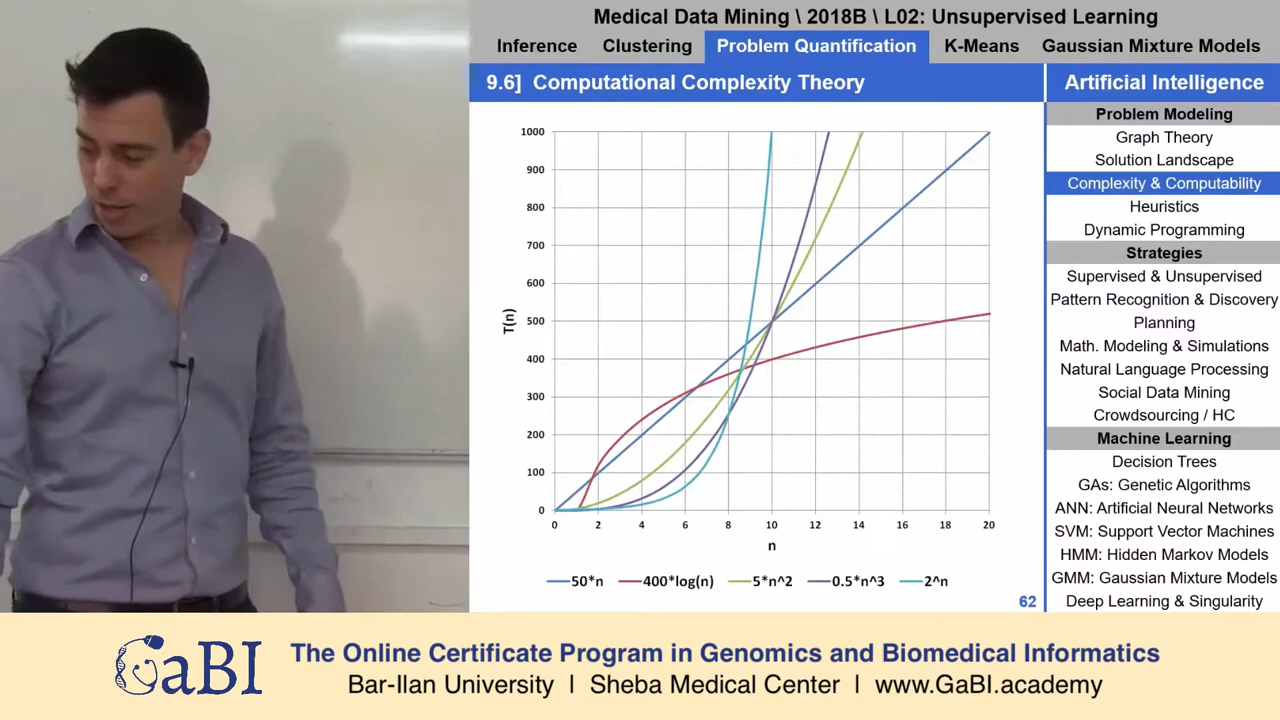 Medical Data Mining \ 2018B \ L02: Unsupervised Learning
Inference Clustering Problem Quantification K-Means Gaussian Mixture Models
9.6] Computational Complexity Theory
Artificial Intelligence
Problem Modeling
Graph Theory
Solution Landscape
Complexity & Computability
Heuristics
Dynamic Programming
Strategies
Supervised & Unsupervised
Pattern Recognition & Discovery
Planning
Math. Modeling & Simulations
Natural Language Processing
Social Data Mining
Crowdsourcing / HC
Machine Learning
Decision Trees
GAs: Genetic Algorithms
ANN: Artificial Neural Networks
SVM: Support Vector Machines
HMM: Hidden Markov Models
GMM: Gaussian Mixture Models
Deep Learning & Singularity
1000
900
800
700
600
500
400
300
200
100
0
T(n)
0 2 4 6 8 10 12 14 16 18 20
n
50*n 400*log(n) 5*n^2 0.5*n^3 2^n
62
GaBI
The Online Certificate Program in Genomics and Biomedical Informatics
Bar-Ilan University | Sheba Medical Center | www.GaBI.academy